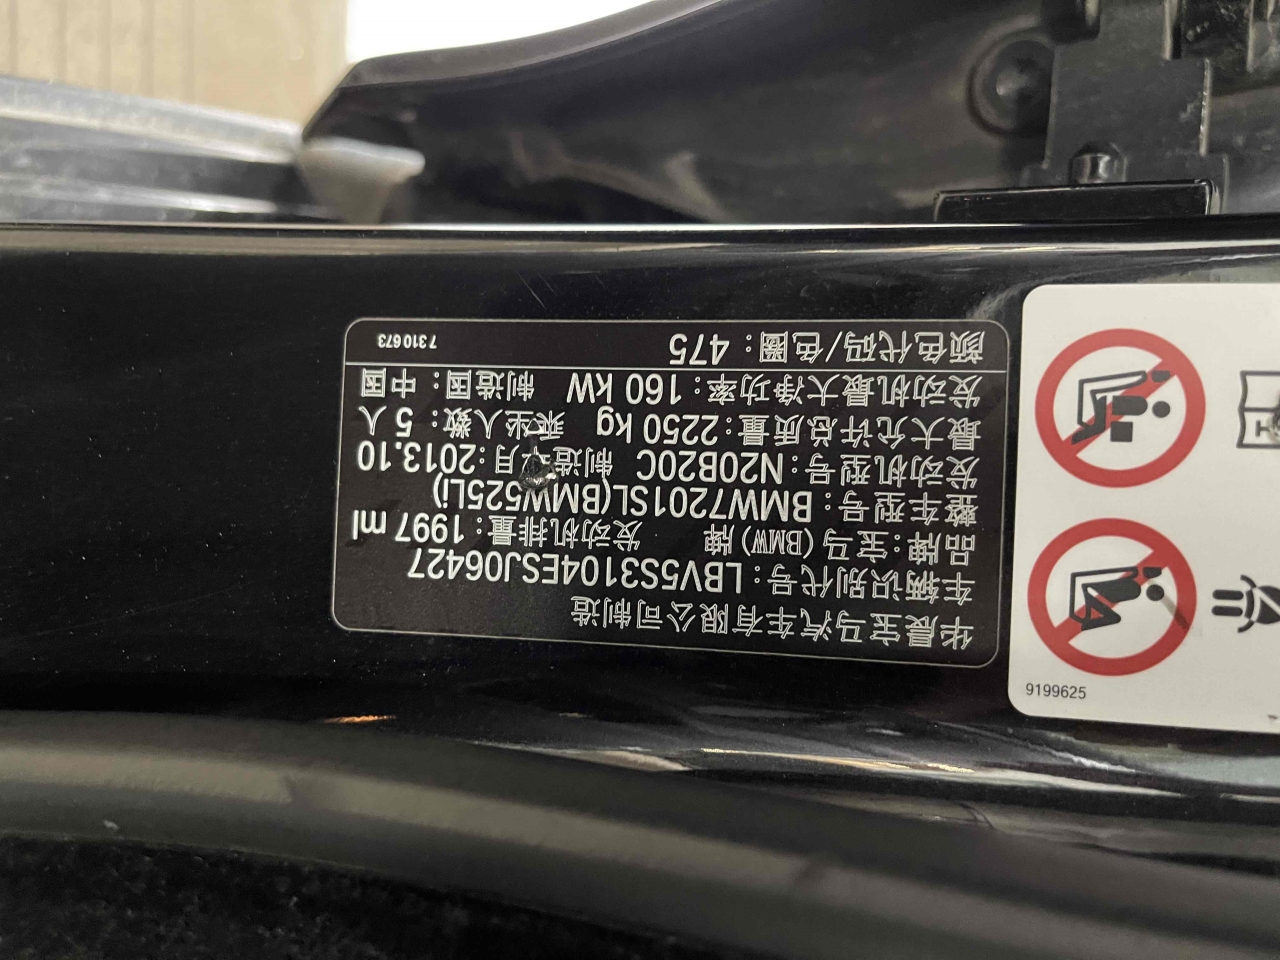 华晨宝马汽车有限公司制造
车辆识别代号：LBV5S3104ESJ06427
品牌：宝马(BMW)牌 发动机排量：1997 ml
整车型号：BMW7201SL(BMW525Li)
发动机型号：N20B20C 制造年月：2013.10
最大允许总质量：2250 kg 乘坐人数：5 人
发动机最大净功率：160 kW 制造国：中国
颜色代码/色圈：475 7310673
9199625